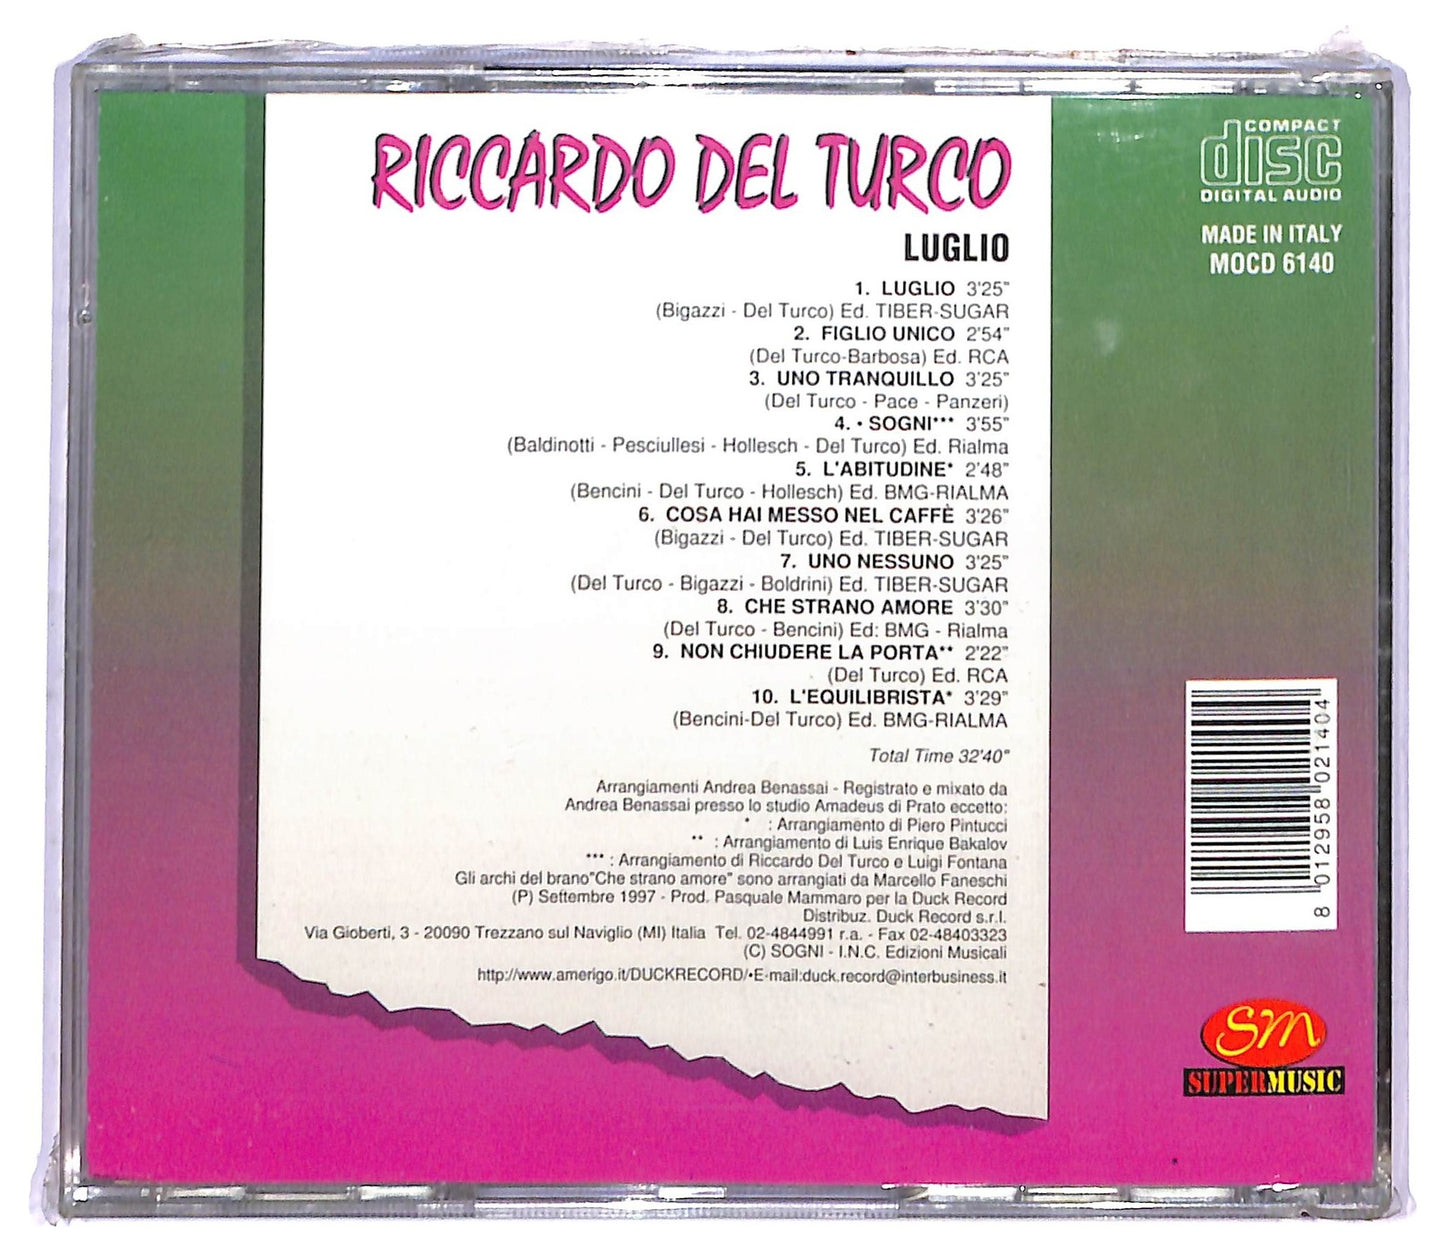 RICCARDO DEL TURCO
LUGLIO
1. LUGLIO 3'25"
(Bigazzi - Del Turco) Ed. TIBER-SUGAR
2. FIGLIO UNICO 2'54"
(Del Turco-Barbosa) Ed. RCA
3. UNO TRANQUILLO 3'25"
(Del Turco - Pace - Panzeri)
4. • SOGNI*** 3'55"
(Baldinotti - Pesciullesi - Hollesch - Del Turco) Ed. Rialma
5. L'ABITUDINE* 2'48"
(Bencini - Del Turco - Hollesch) Ed. BMG-RIALMA
6. COSA HAI MESSO NEL CAFFÈ 3'26"
(Bigazzi - Del Turco) Ed. TIBER-SUGAR
7. UNO NESSUNO 3'25"
(Del Turco - Bigazzi - Boldrini) Ed. TIBER-SUGAR
8. CHE STRANO AMORE 3'30"
(Del Turco - Bencini) Ed: BMG - Rialma
9. NON CHIUDERE LA PORTA** 2'22"
(Del Turco) Ed. RCA
10. L'EQUILIBRISTA* 3'29"
(Bencini-Del Turco) Ed. BMG-RIALMA
Total Time 32'40"
Arrangiamenti Andrea Benassai - Registrato e mixato da
Andrea Benassai presso lo studio Amadeus di Prato eccetto:
* : Arrangiamento di Piero Pintucci
** : Arrangiamento di Luis Enrique Bakalov
*** : Arrangiamento di Riccardo Del Turco e Luigi Fontana
Gli archi del brano"Che strano amore" sono arrangiati da Marcello Faneschi
(P) Settembre 1997 - Prod. Pasquale Mammaro per la Duck Record
Distribuz. Duck Record s.r.l.
Via Gioberti, 3 - 20090 Trezzano sul Naviglio (MI) Italia Tel. 02-4844991 r.a. - Fax 02-48403323
(C) SOGNI - I.N.C. Edizioni Musicali
http://www.amerigo.it/DUCKRECORD/•E-mail:duck.record@interbusiness.it
COMPACT
disc
DIGITAL AUDIO
MADE IN ITALY
MOCD 6140
8 012958 021404
SM
SUPERMUSIC